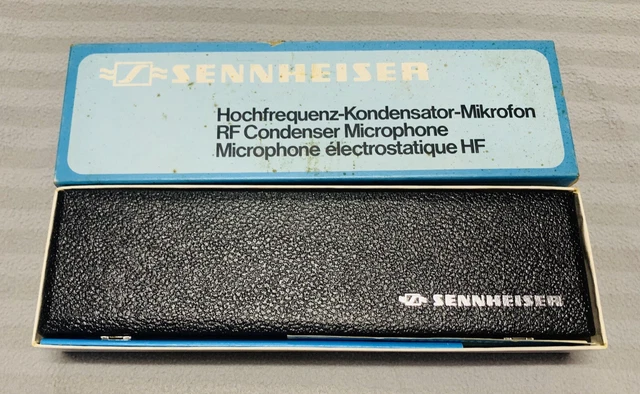 SENNHEISER
Hochfrequenz-Kondensator-Mikrofon
RF Condenser Microphone
Microphone électrostatique HF
SENNHEISER